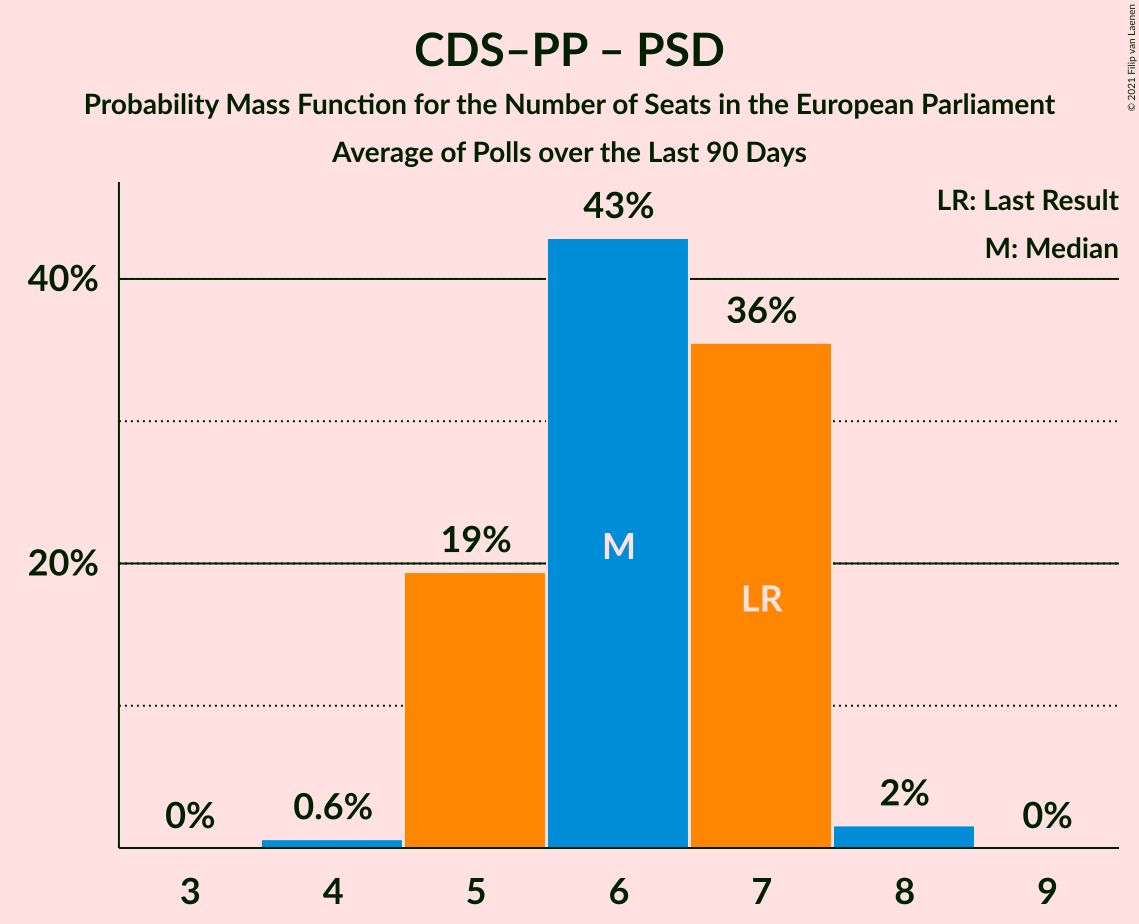 CDS–PP – PSD
Probability Mass Function for the Number of Seats in the European Parliament
Average of Polls over the Last 90 Days
© 2021 Filip van Laenen
LR: Last Result
M: Median
40%
20%
0%
0.6%
19%
43%
36%
2%
0%
M
LR
3 4 5 6 7 8 9